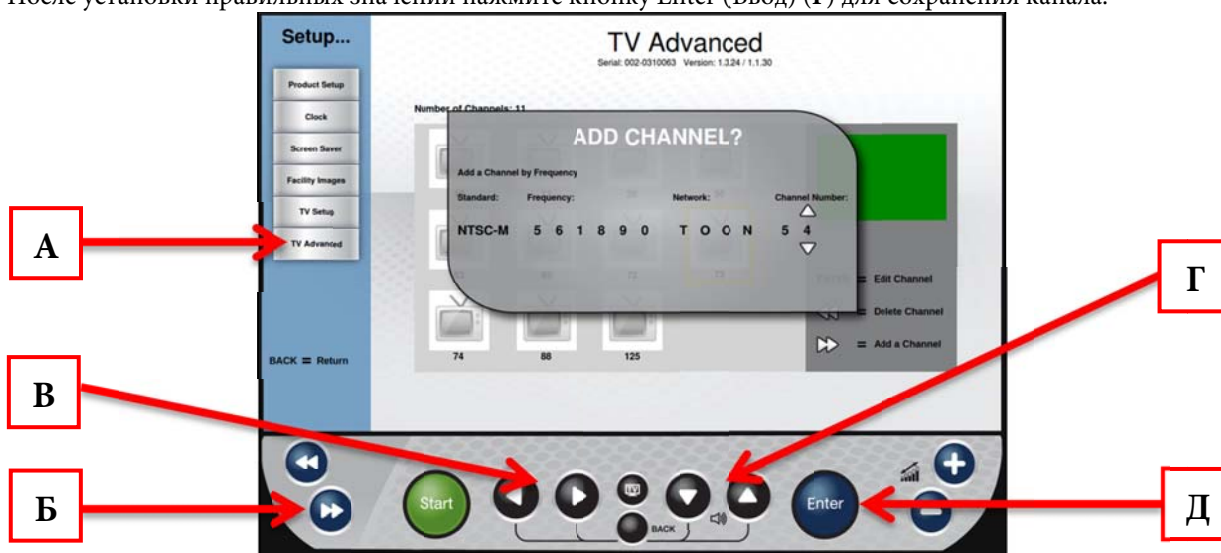 После установки правильных значений нажмите кнопку Enter (Ввод) (Г) для сохранения канала.
Setup...
TV Advanced
Serial: 002-0310063 Version: 1.3.24 / 1.1.30
Product Setup
Clock
Screen Saver
Facility Images
TV Setup
TV Advanced
BACK = Return
Number of Channels: 11
ADD CHANNEL?
Add a Channel by Frequency
Standard: Frequency: Network: Channel Number:
NTSC-M 5 6 1 8 9 0 T O O N 5 4
= Edit Channel
= Delete Channel
= Add a Channel
74 88 125
А
В
Б
Г
Д
Start
TV
BACK
Enter